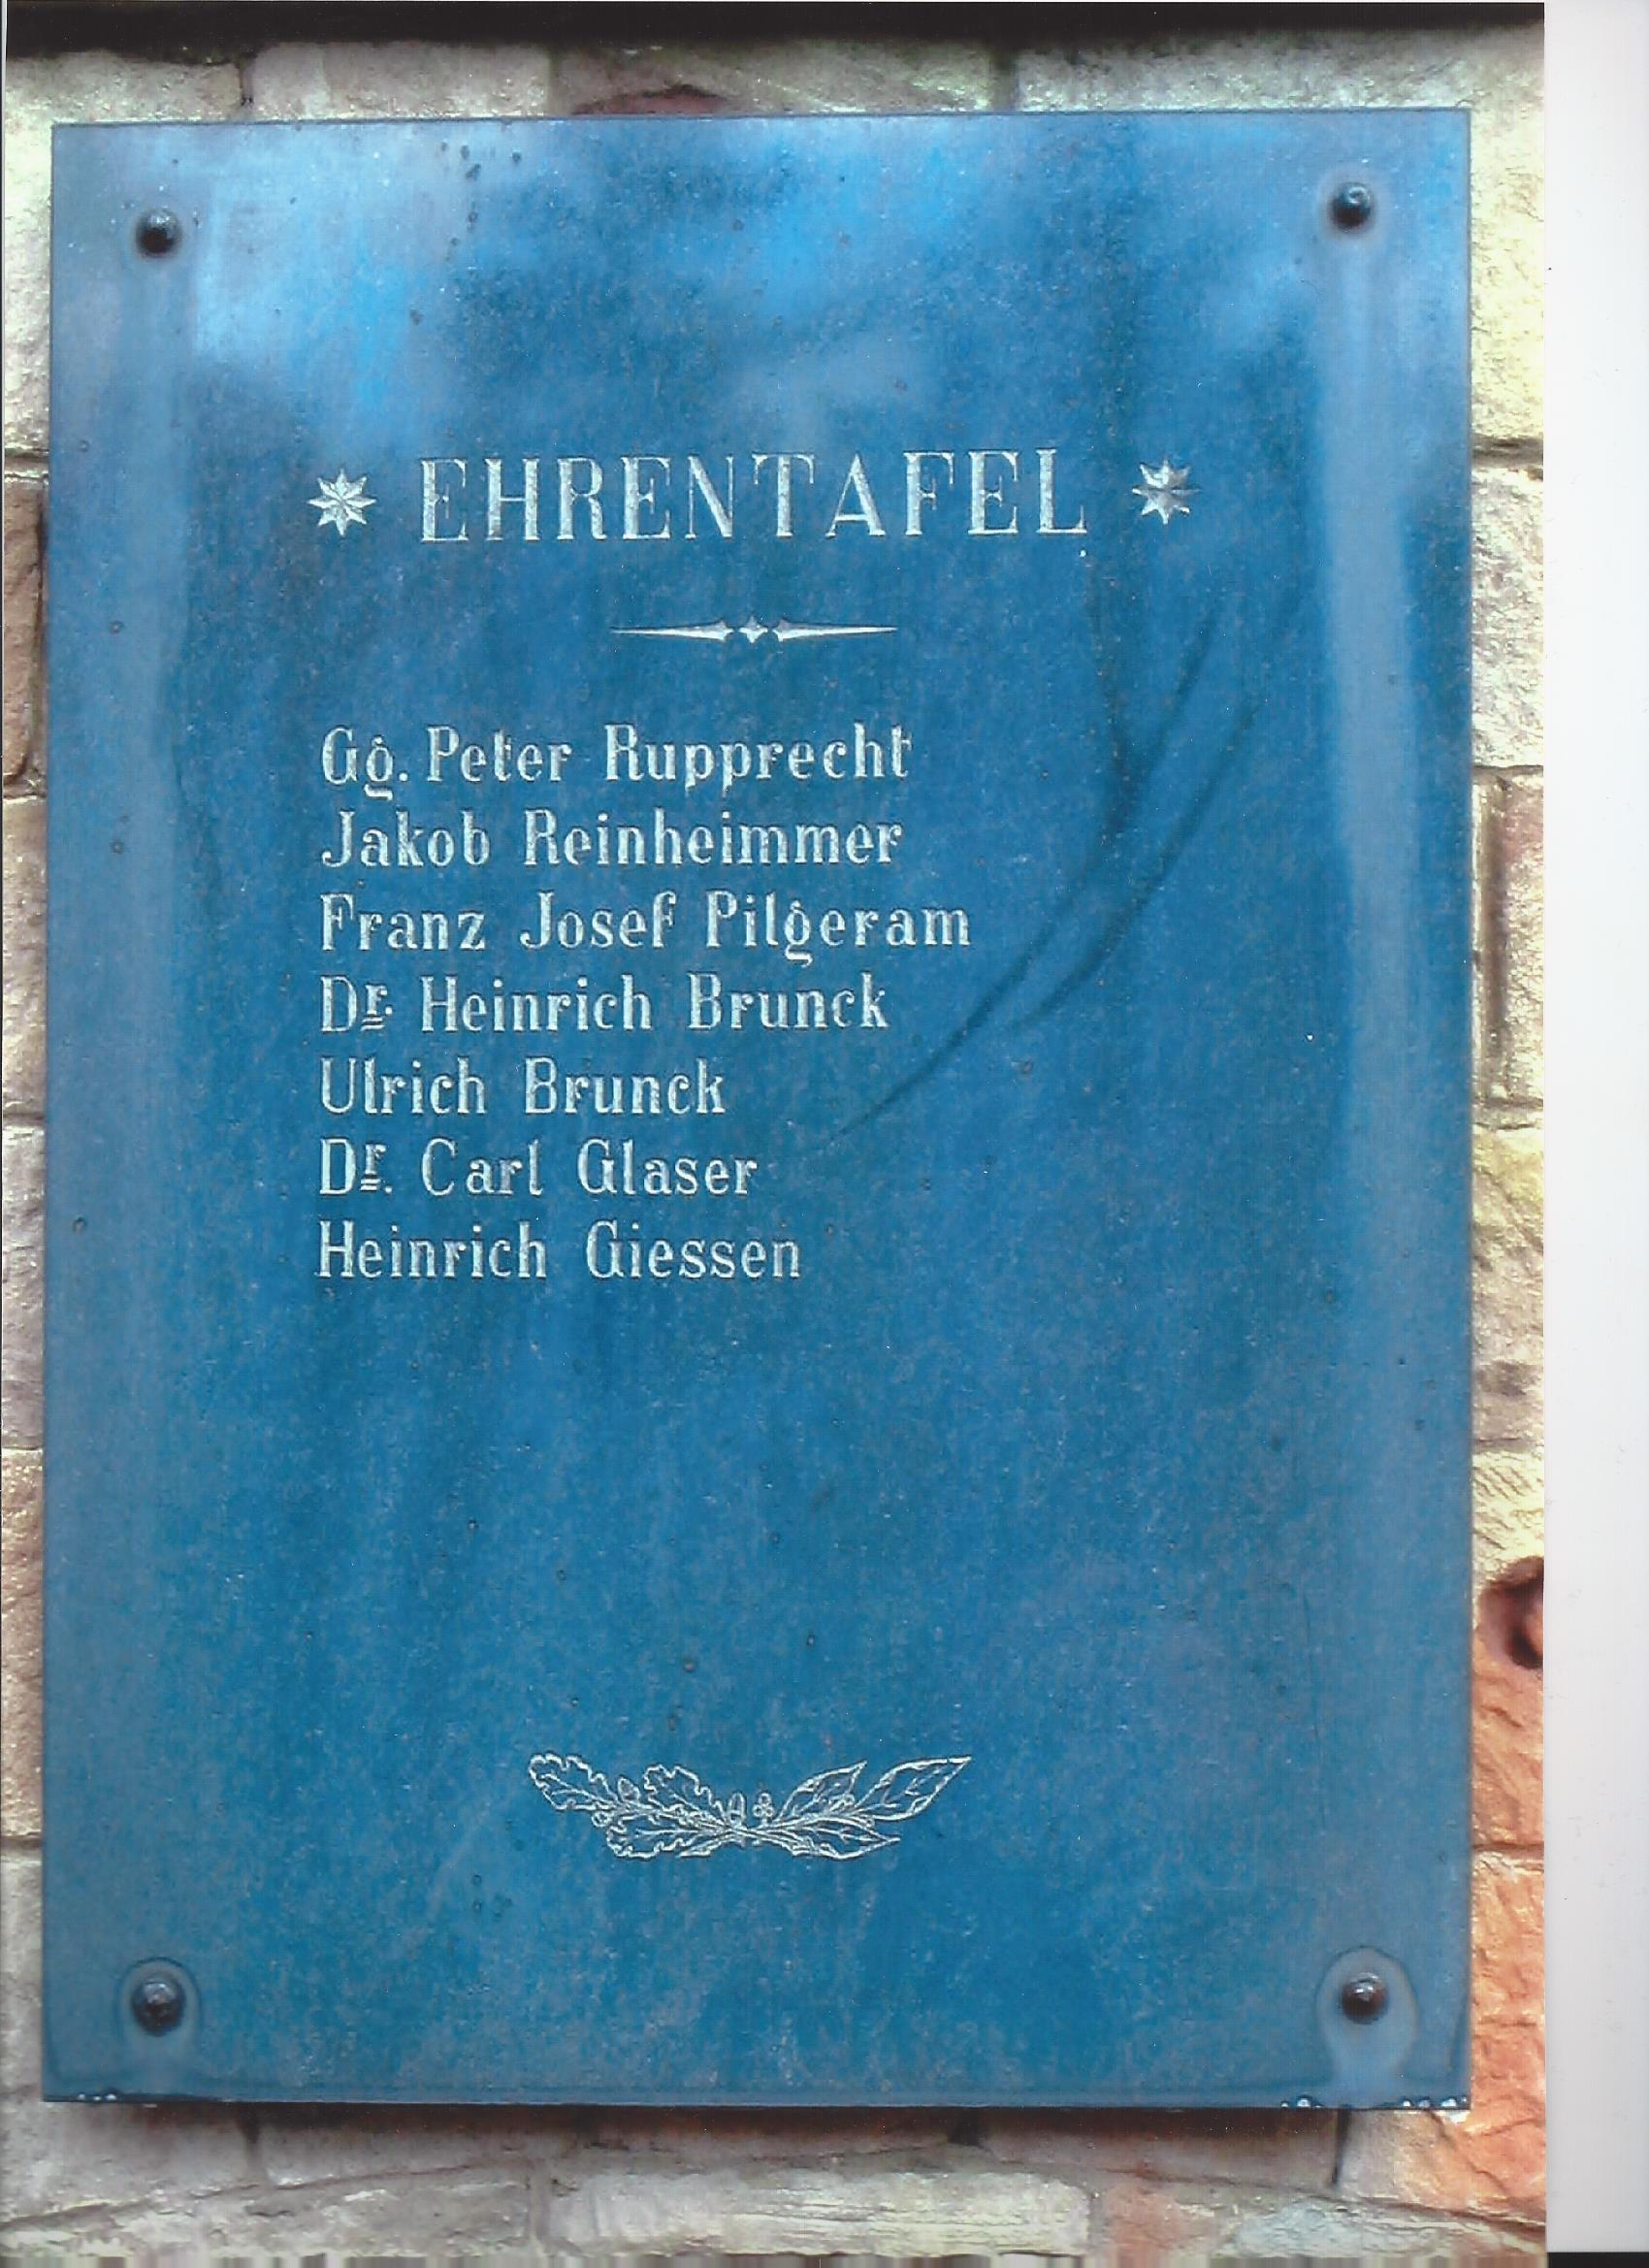 EHRENTAFEL
Gg. Peter Rupprecht
Jakob Reinheimmer
Franz Josef Pilgeram
Dr. Heinrich Brunck
Ulrich Brunck
Dr. Carl Glaser
Heinrich Giessen